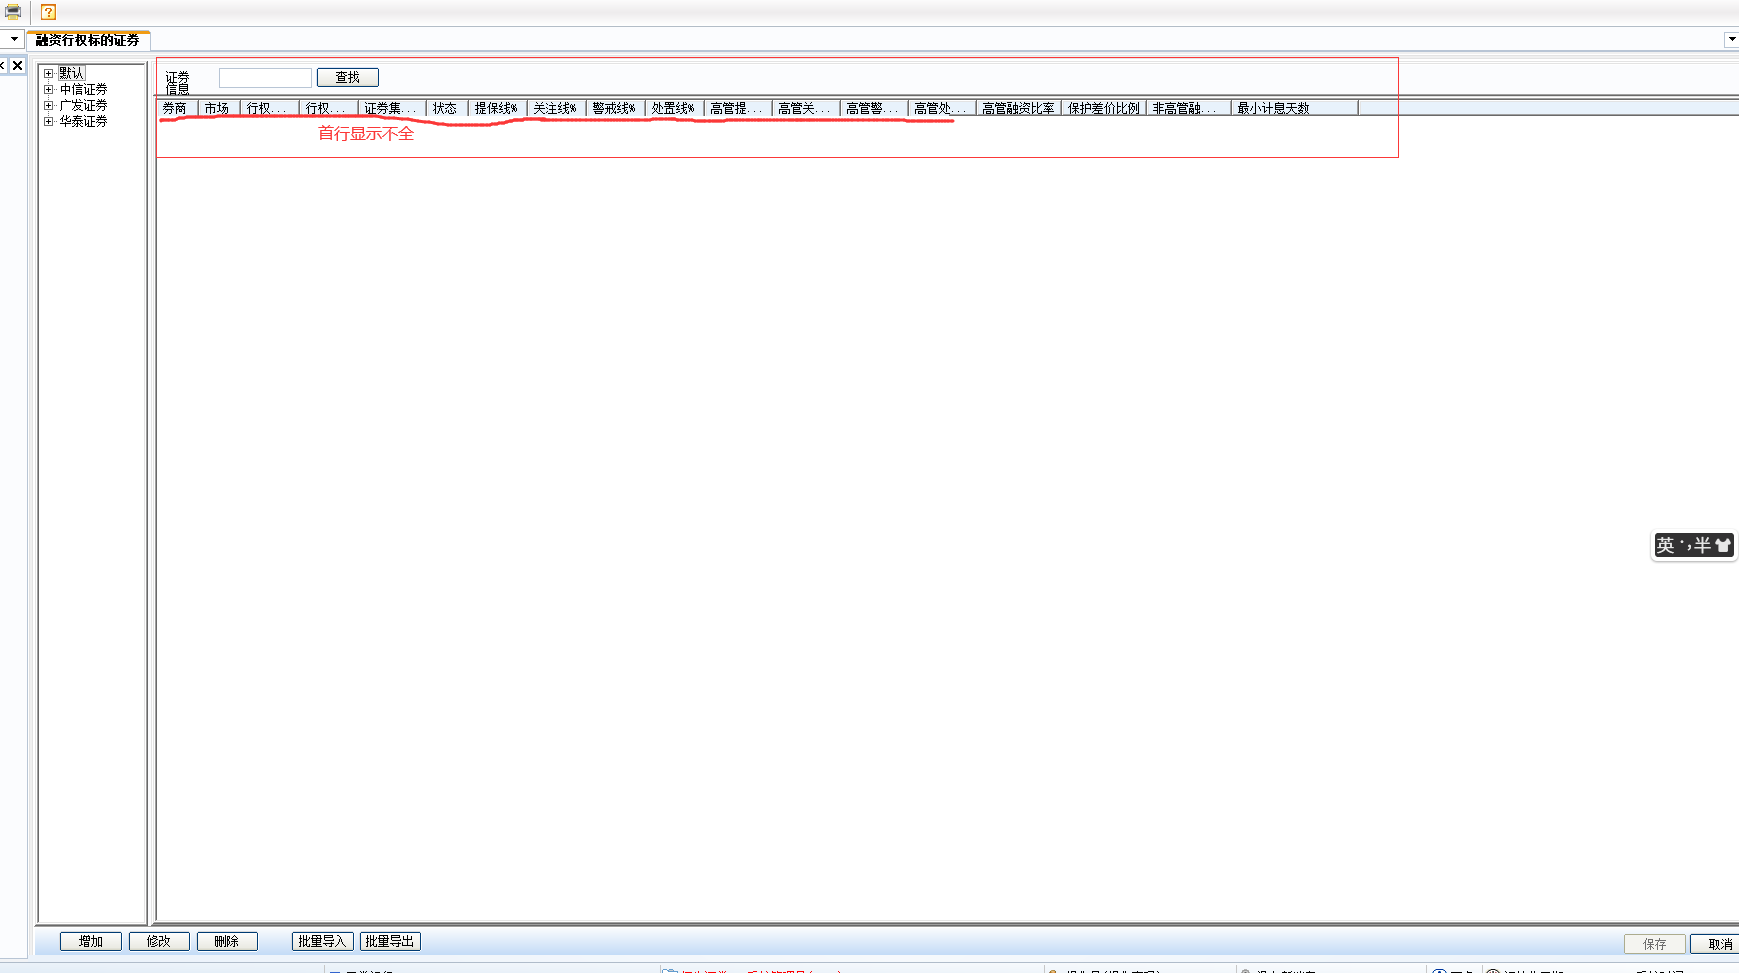 融资行权标的证券
默认
中信证券
广发证券
华泰证券
证券
信息
查找
券商 市场 行权... 行权... 证券集... 状态 提保线% 关注线% 警戒线% 处置线% 高管提... 高管关... 高管警... 高管处... 高管融资比率 保护差价比例 非高管融... 最小计息天数
首行显示不全
英 半
增加 修改 删除 批量导入 批量导出 保存 取消